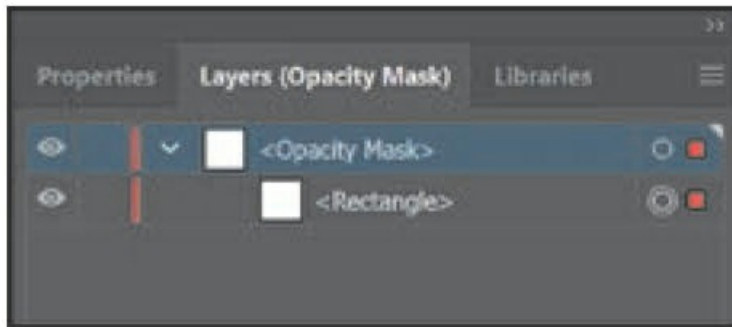 Properties Layers (Opacity Mask) Libraries
<Opacity Mask>
<Rectangle>